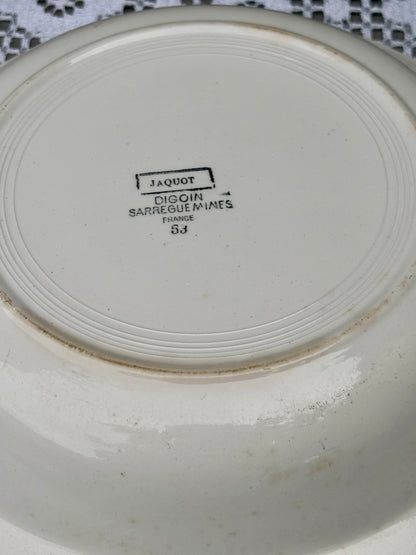 JAQUOT
DIGOIN
SARREGUEMINES
FRANCE
53